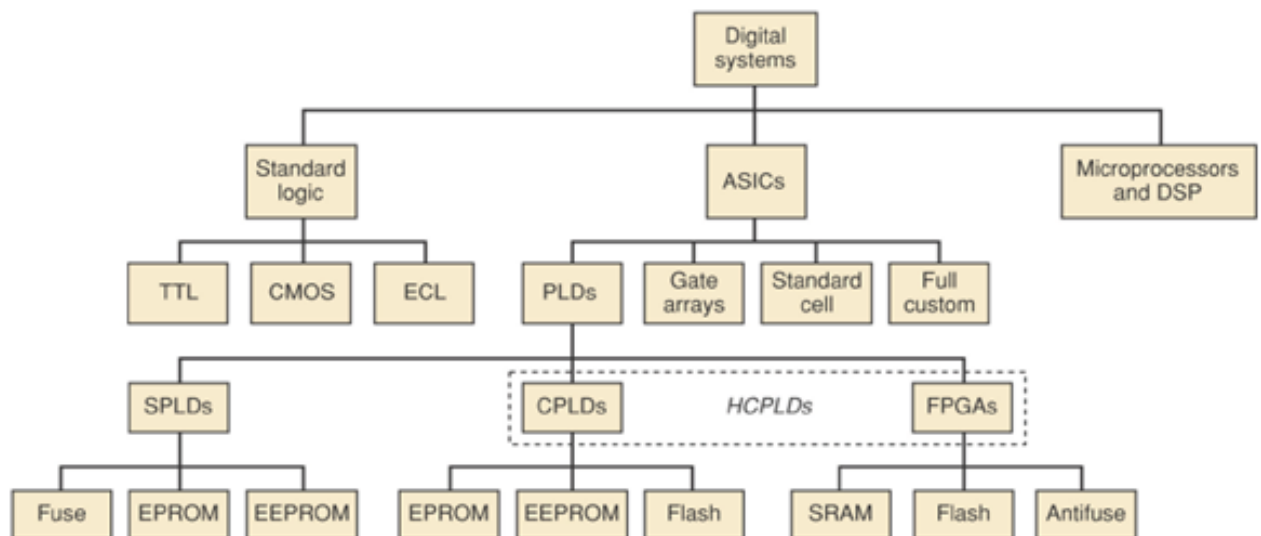 Digital
systems
Standard
logic
ASICs
Microprocessors
and DSP
TTL
CMOS
ECL
PLDs
Gate
arrays
Standard
cell
Full
custom
SPLDs
CPLDs
HCPLDs
FPGAs
Fuse
EPROM
EEPROM
EPROM
EEPROM
Flash
SRAM
Flash
Antifuse